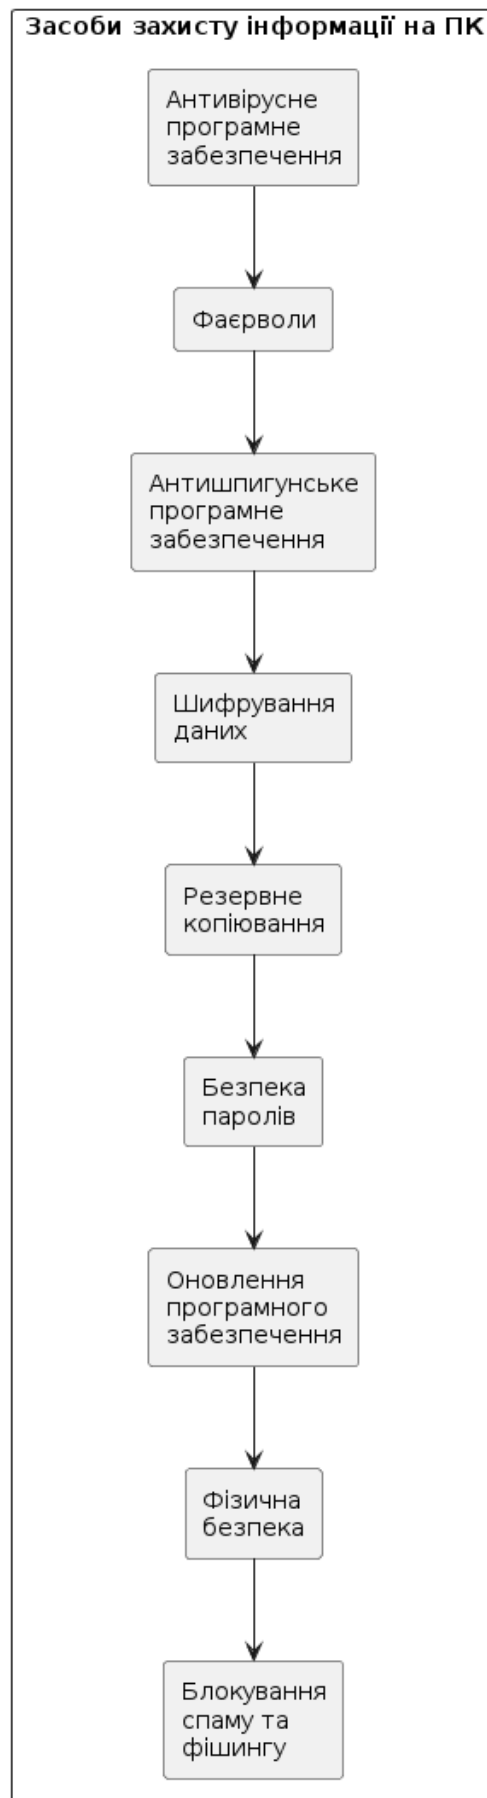 Засоби захисту інформації на ПК
Антивірусне
програмне
забезпечення
Фаєрволи
Антишпигунське
програмне
забезпечення
Шифрування
даних
Резервне
копіювання
Безпека
паролів
Оновлення
програмного
забезпечення
Фізична
безпека
Блокування
спаму та
фішингу